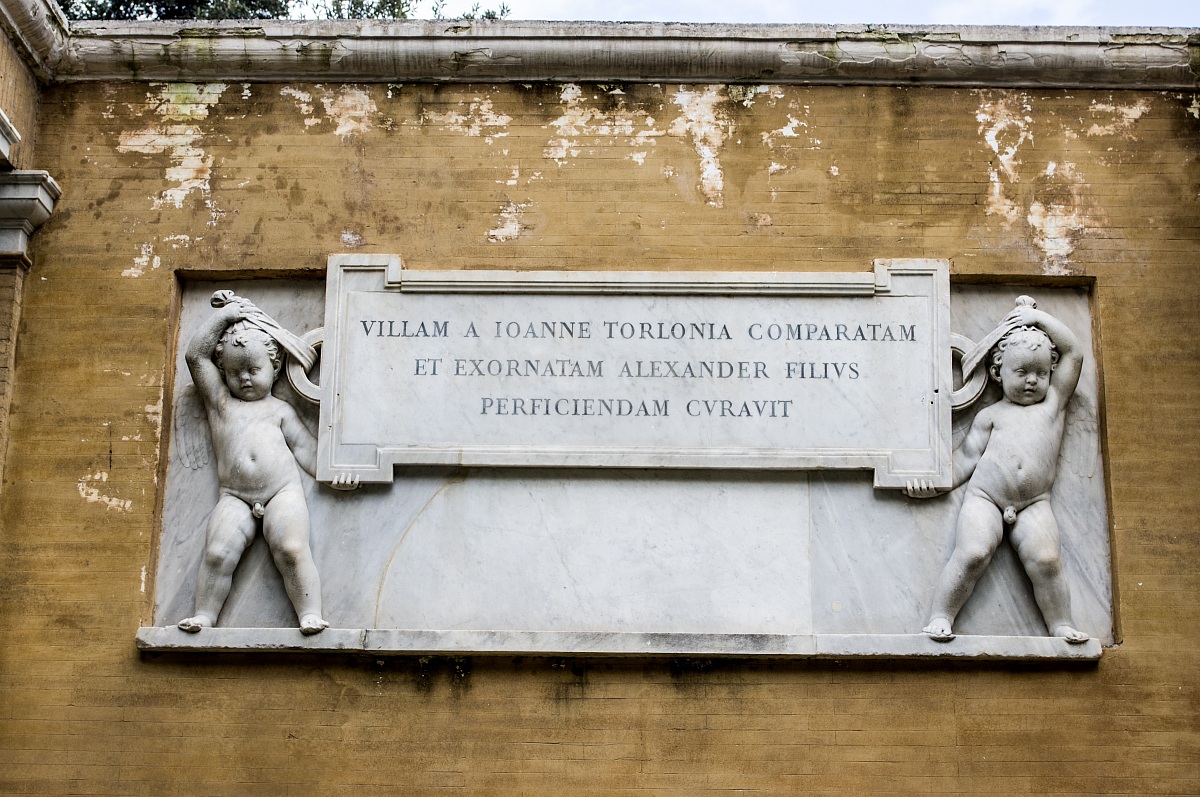 VILLAM A IOANNE TORLONIA COMPARATAM
ET EXORNATAM ALEXANDER FILIVS
PERFICIENDAM CVRAVIT